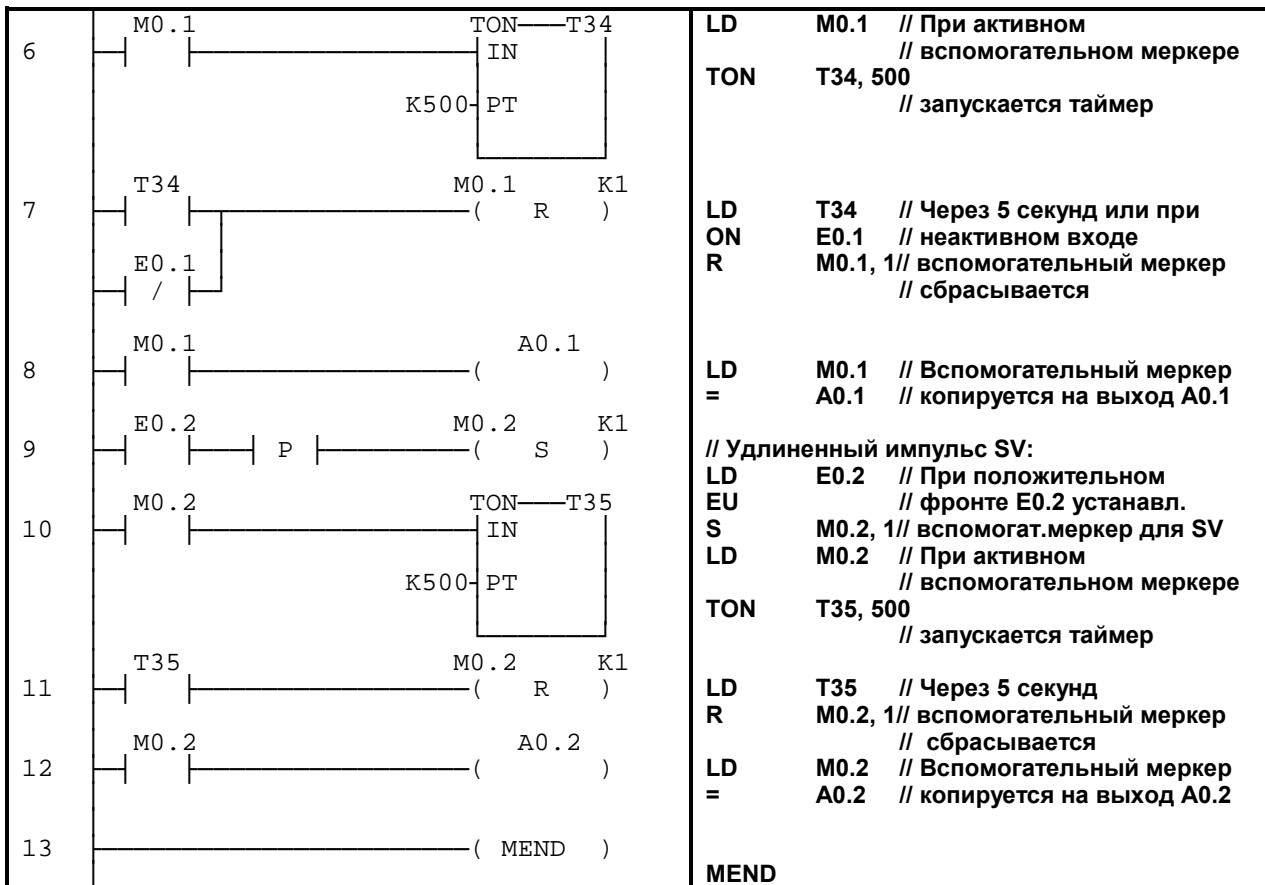 M0.1 TON T34
6 IN
K500 PT
T34 M0.1 K1
7 ( R )
E0.1
/
M0.1 A0.1
8 ( )
E0.2 M0.2 K1
9 P ( S )
M0.2 TON T35
10 IN
K500 PT
T35 M0.2 K1
11 ( R )
M0.2 A0.2
12 ( )
13 ( MEND )
LD M0.1 // При активном
// вспомогательном меркере
TON T34, 500
// запускается таймер
LD T34 // Через 5 секунд или при
ON E0.1 // неактивном входе
R M0.1, 1// вспомогательный меркер
// сбрасывается
LD M0.1 // Вспомогательный меркер
= A0.1 // копируется на выход A0.1
// Удлиненный импульс SV:
LD E0.2 // При положительном
EU // фронте E0.2 устанавл.
S M0.2, 1// вспомогат.меркер для SV
LD M0.2 // При активном
// вспомогательном меркере
TON T35, 500
// запускается таймер
LD T35 // Через 5 секунд
R M0.2, 1// вспомогательный меркер
// сбрасывается
LD M0.2 // Вспомогательный меркер
= A0.2 // копируется на выход A0.2
MEND